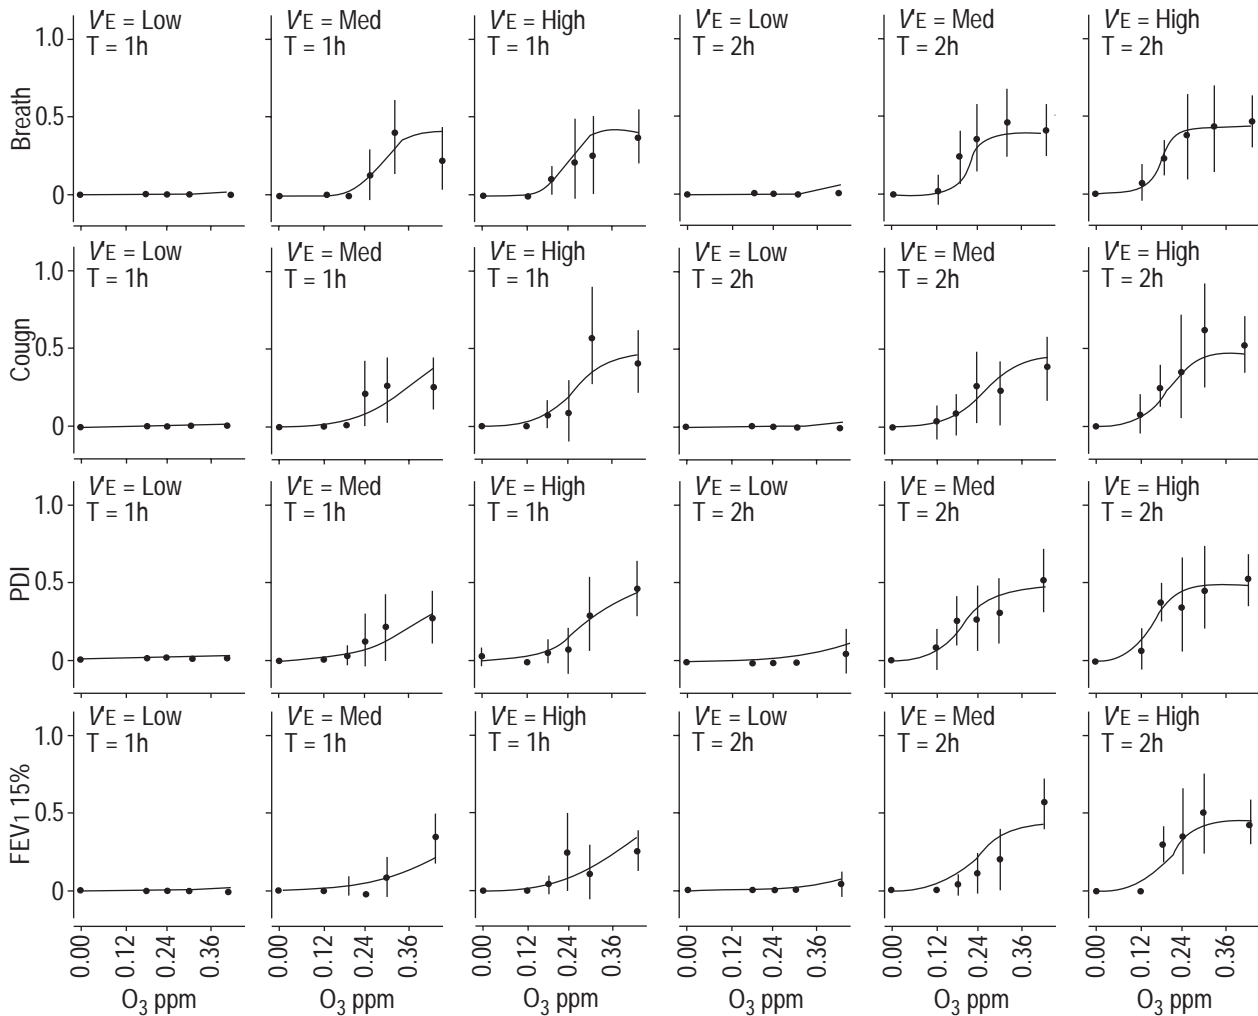 V'E = Low V'E = Med V'E = High V'E = Low V'E = Med V'E = High
T = 1h T = 1h T = 1h T = 2h T = 2h T = 2h
Breath
1.0
0.5
0
V'E = Low V'E = Med V'E = High V'E = Low V'E = Med V'E = High
T = 1h T = 1h T = 1h T = 2h T = 2h T = 2h
Cougn
1.0
0.5
0
V'E = Low V'E = Med V'E = High V'E = Low V'E = Med V'E = High
T = 1h T = 1h T = 1h T = 2h T = 2h T = 2h
PDI
1.0
0.5
0
V'E = Low V'E = Med V'E = High V'E = Low V'E = Med V'E = High
T = 1h T = 1h T = 1h T = 2h T = 2h T = 2h
FEV1 15%
1.0
0.5
0
0.00 0.12 0.24 0.36 0.00 0.12 0.24 0.36 0.00 0.12 0.24 0.36 0.00 0.12 0.24 0.36 0.00 0.12 0.24 0.36 0.00 0.12 0.24 0.36
O3 ppm O3 ppm O3 ppm O3 ppm O3 ppm O3 ppm